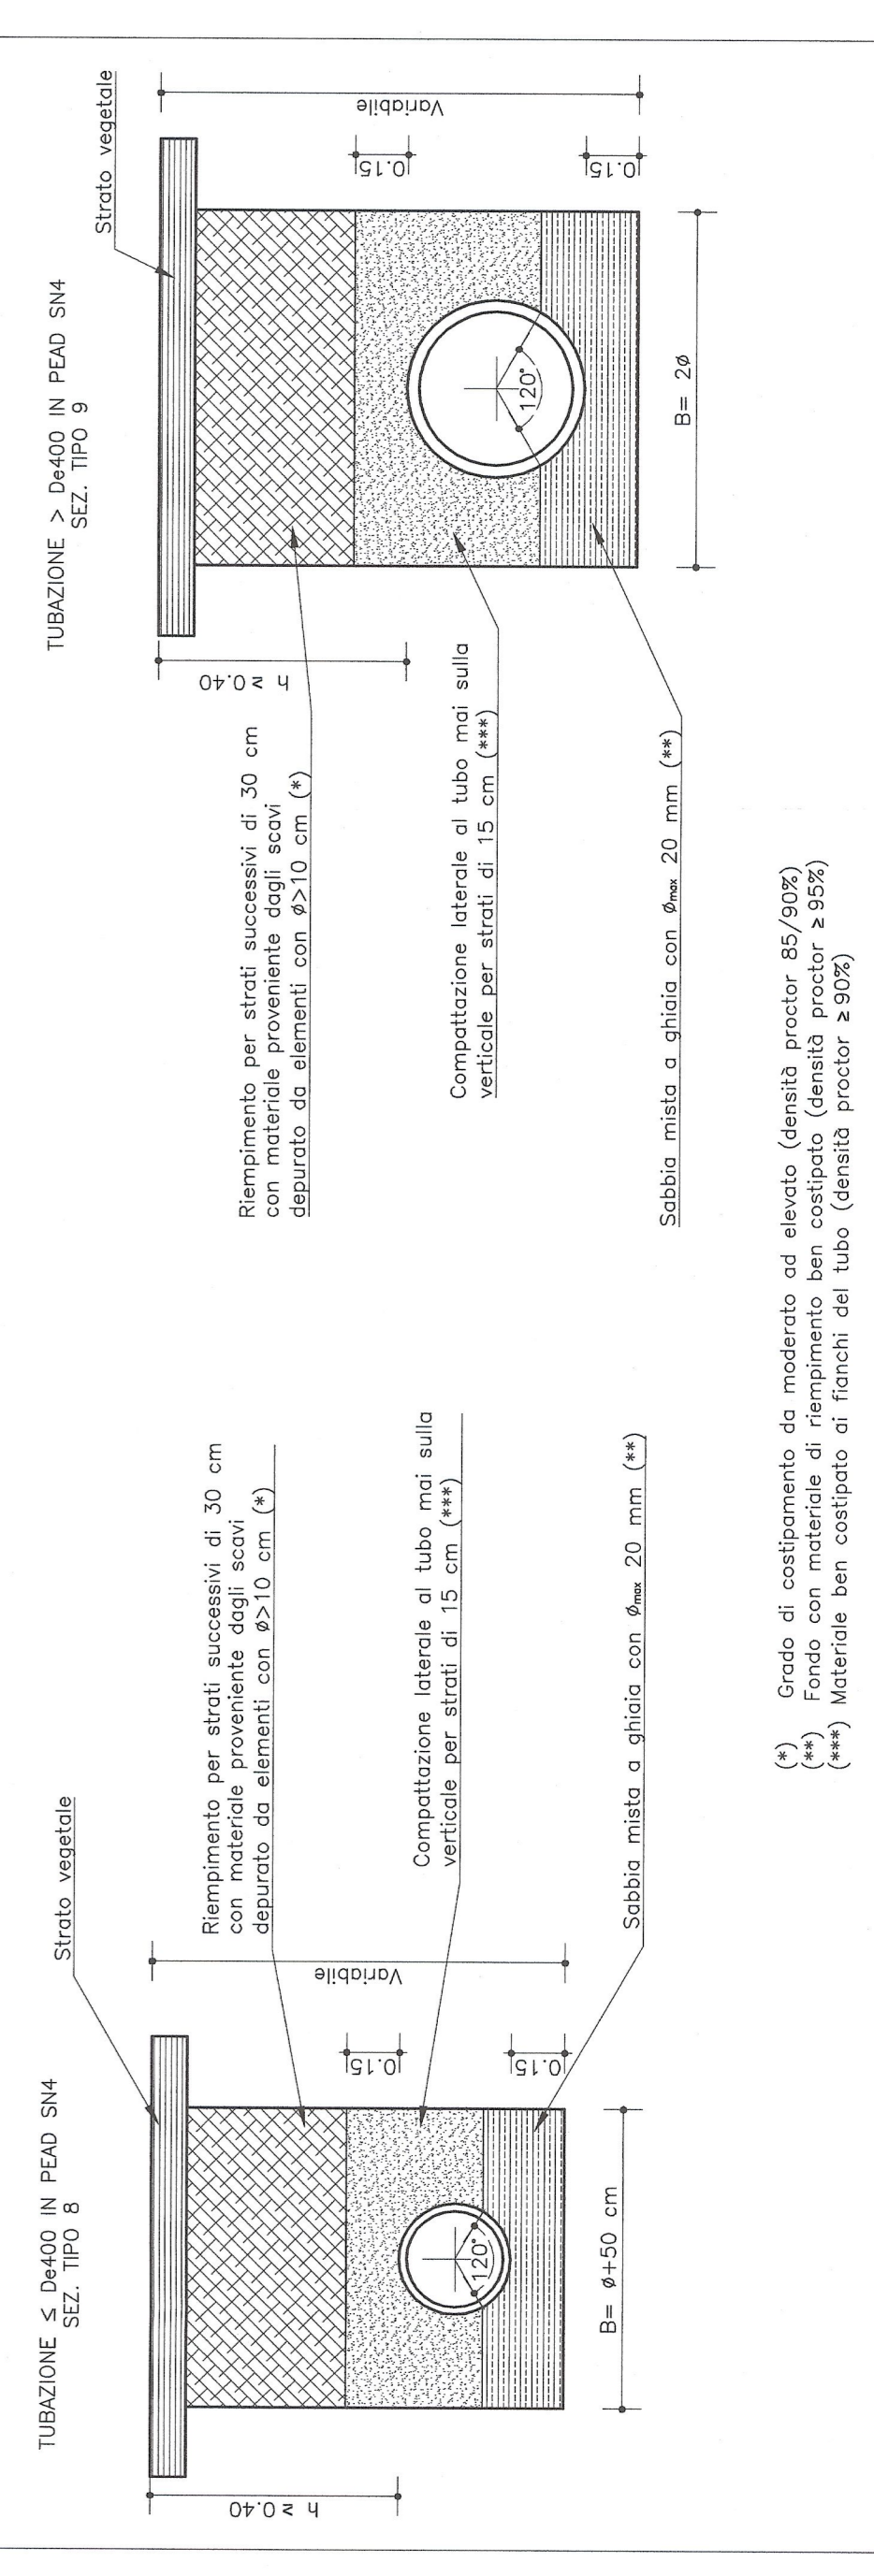 TUBAZIONE ≤ De400 IN PEAD SN4
SEZ. TIPO 8
Strato vegetale
Riempimento per strati successivi di 30 cm
con materiale proveniente dagli scavi
depurato da elementi con ø>10 cm (*)
Compattazione laterale al tubo mai sulla
verticale per strati di 15 cm (***)
Sabbia mista a ghiaia con ømax 20 mm (**)
h ≥ 0.40
Variabile
0.15
0.15
120°
B= ø+50 cm
TUBAZIONE > De400 IN PEAD SN4
SEZ. TIPO 9
Strato vegetale
Riempimento per strati successivi di 30 cm
con materiale proveniente dagli scavi
depurato da elementi con ø>10 cm (*)
Compattazione laterale al tubo mai sulla
verticale per strati di 15 cm (***)
Sabbia mista a ghiaia con ømax 20 mm (**)
h ≥ 0.40
Variabile
0.15
0.15
120°
B= 2ø
(*) Grado di costipamento da moderato ad elevato (densità proctor 85/90%)
(**) Fondo con materiale di riempimento ben costipato (densità proctor ≥ 95%)
(***) Materiale ben costipato ai fianchi del tubo (densità proctor ≥ 90%)